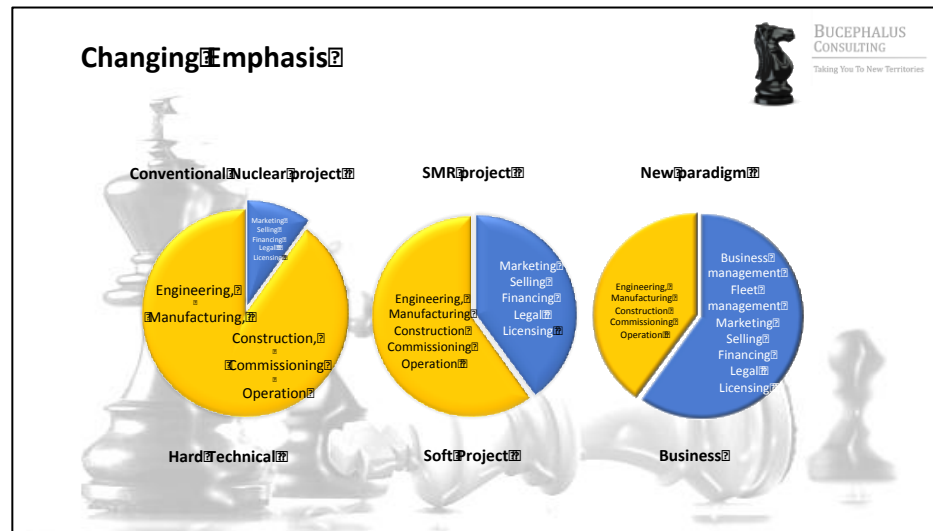 Changing Emphasis
BUCEPHALUS
CONSULTING
Taking You To New Territories
Conventional Nuclear project
SMR project
New paradigm
Marketing
Selling
Financing
Legal
Licensing
Engineering,
Manufacturing,
Construction,
Commissioning
Operation
Engineering,
Manufacturing
Construction
Commissioning
Operation
Marketing
Selling
Financing
Legal
Licensing
Engineering,
Manufacturing
Construction
Commissioning
Operation
Business
management
Fleet
management
Marketing
Selling
Financing
Legal
Licensing
Hard Technical
Soft Project
Business